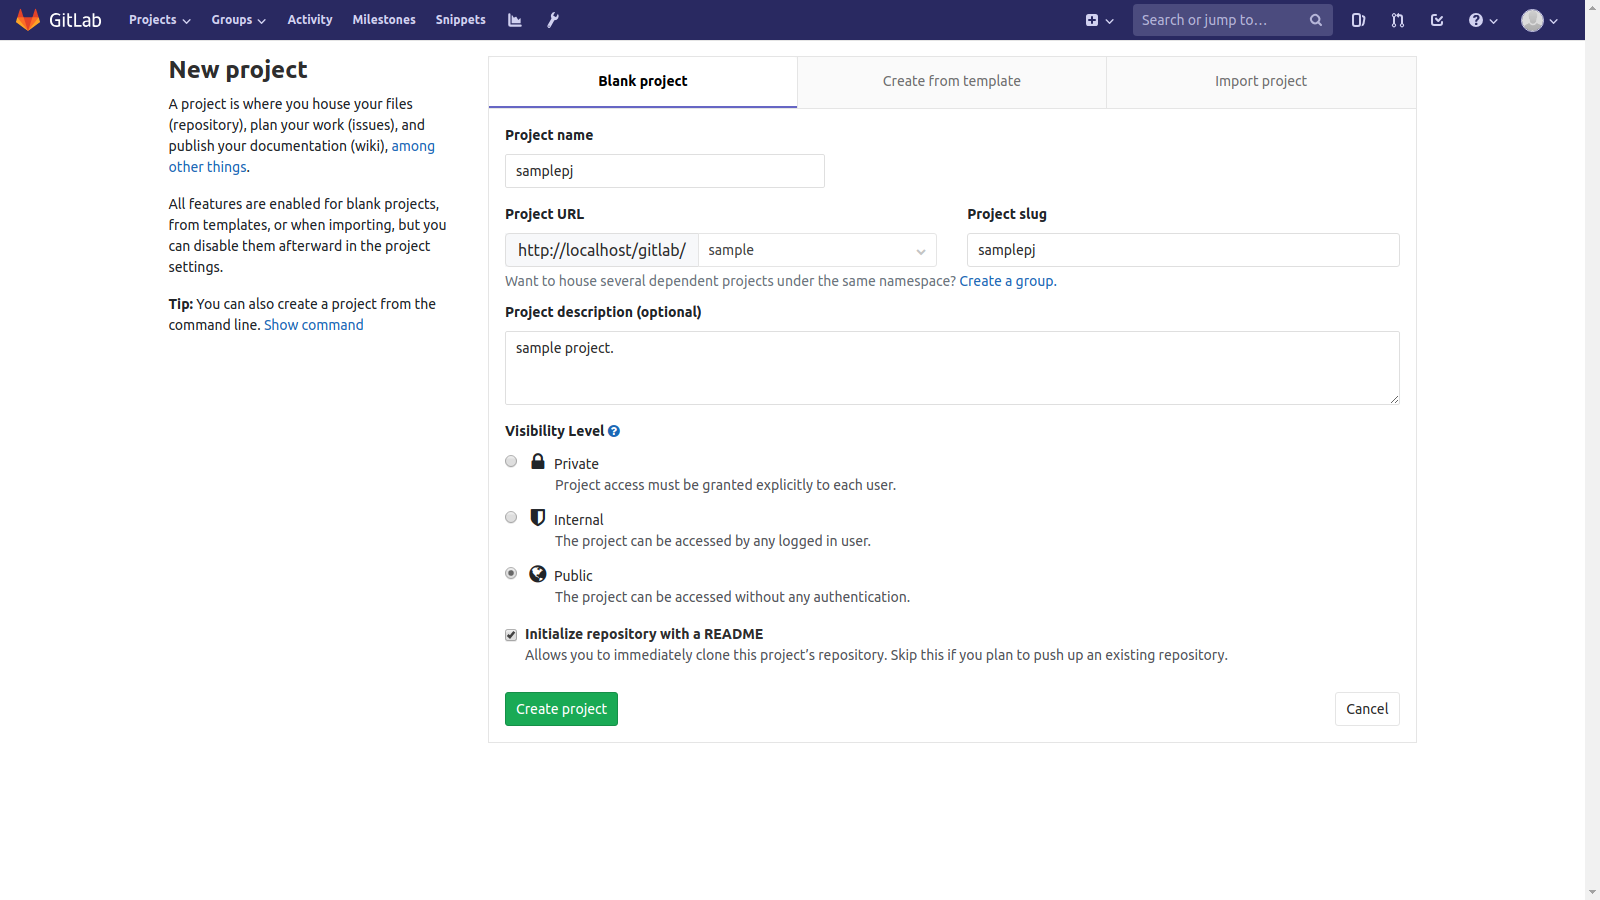 GitLab Projects Groups Activity Milestones Snippets Search or jump to...
New project
A project is where you house your files
(repository), plan your work (issues), and
publish your documentation (wiki), among
other things.
All features are enabled for blank projects,
from templates, or when importing, but you
can disable them afterward in the project
settings.
Tip: You can also create a project from the
command line. Show command
Blank project Create from template Import project
Project name
samplepj
Project URL Project slug
http://localhost/gitlab/ sample samplepj
Want to house several dependent projects under the same namespace? Create a group.
Project description (optional)
sample project.
Visibility Level
Private
Project access must be granted explicitly to each user.
Internal
The project can be accessed by any logged in user.
Public
The project can be accessed without any authentication.
Initialize repository with a README
Allows you to immediately clone this project’s repository. Skip this if you plan to push up an existing repository.
Create project Cancel